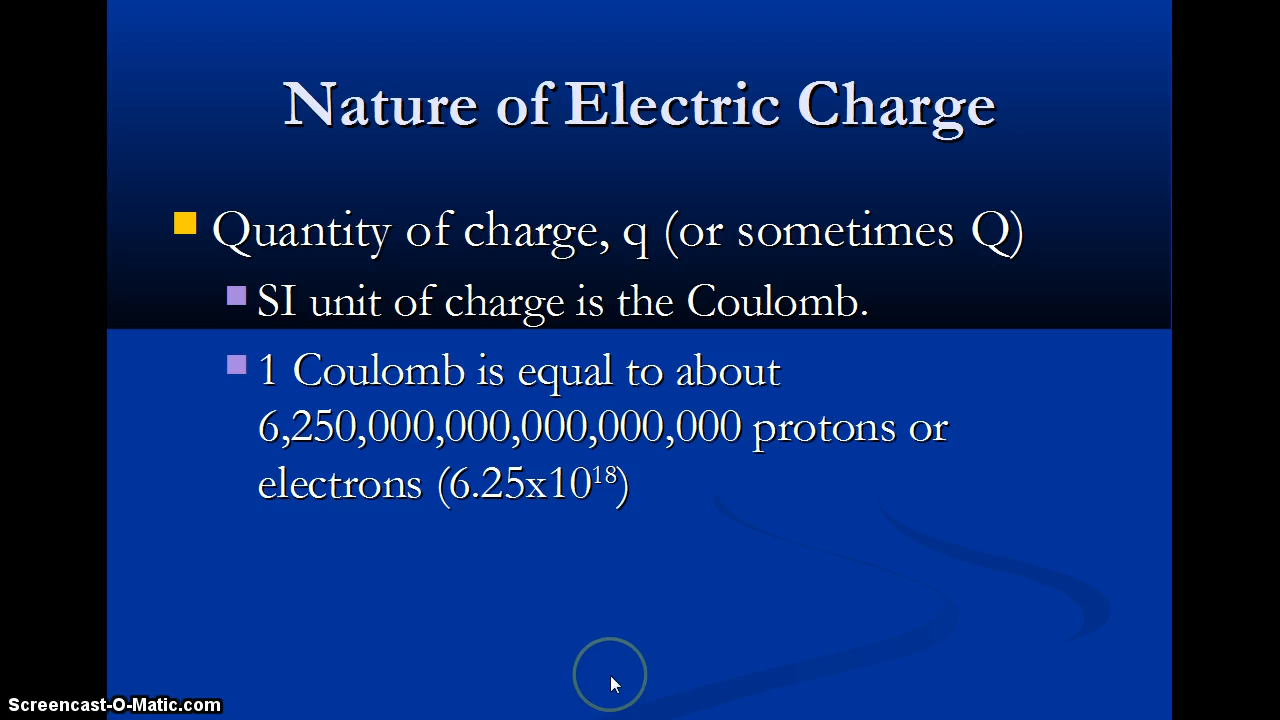 Nature of Electric Charge
Quantity of charge, q (or sometimes Q)
SI unit of charge is the Coulomb.
1 Coulomb is equal to about
6,250,000,000,000,000,000 protons or
electrons (6.25x10¹⁸)
Screencast-O-Matic.com